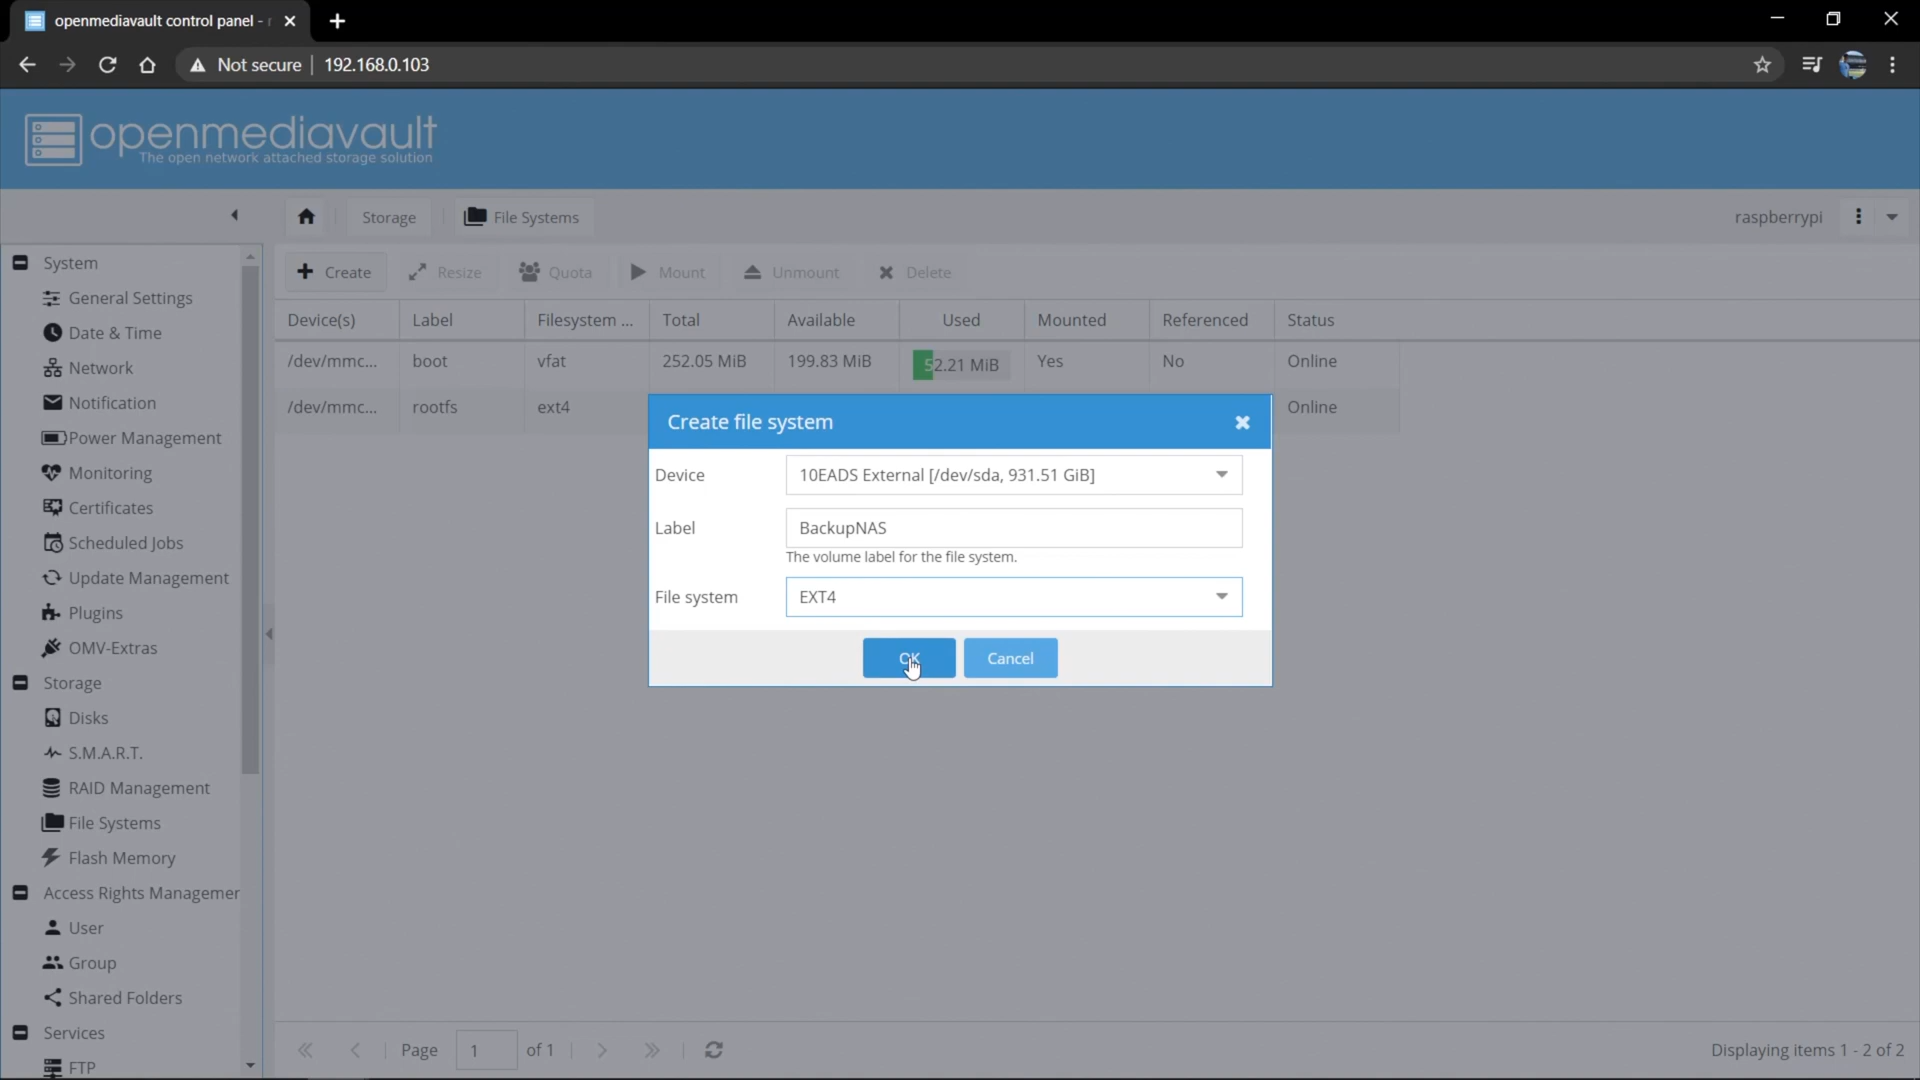 openmediavault control panel -
Not secure 192.168.0.103
openmediavault
The open network attached storage solution
Storage File Systems raspberrypi
System
General Settings
Date & Time
Network
Notification
Power Management
Monitoring
Certificates
Scheduled Jobs
Update Management
Plugins
OMV-Extras
Storage
Disks
S.M.A.R.T.
RAID Management
File Systems
Flash Memory
Access Rights Managemer
User
Group
Shared Folders
Services
FTP
Create Resize Quota Mount Unmount Delete
Device(s) Label Filesystem ... Total Available Used Mounted Referenced Status
/dev/mmc... boot vfat 252.05 MiB 199.83 MiB 52.21 MiB Yes No Online
/dev/mmc... rootfs ext4 Online
Create file system
Device 10EADS External [/dev/sda, 931.51 GiB]
Label BackupNAS
The volume label for the file system.
File system EXT4
OK Cancel
Page 1 of 1 Displaying items 1 - 2 of 2